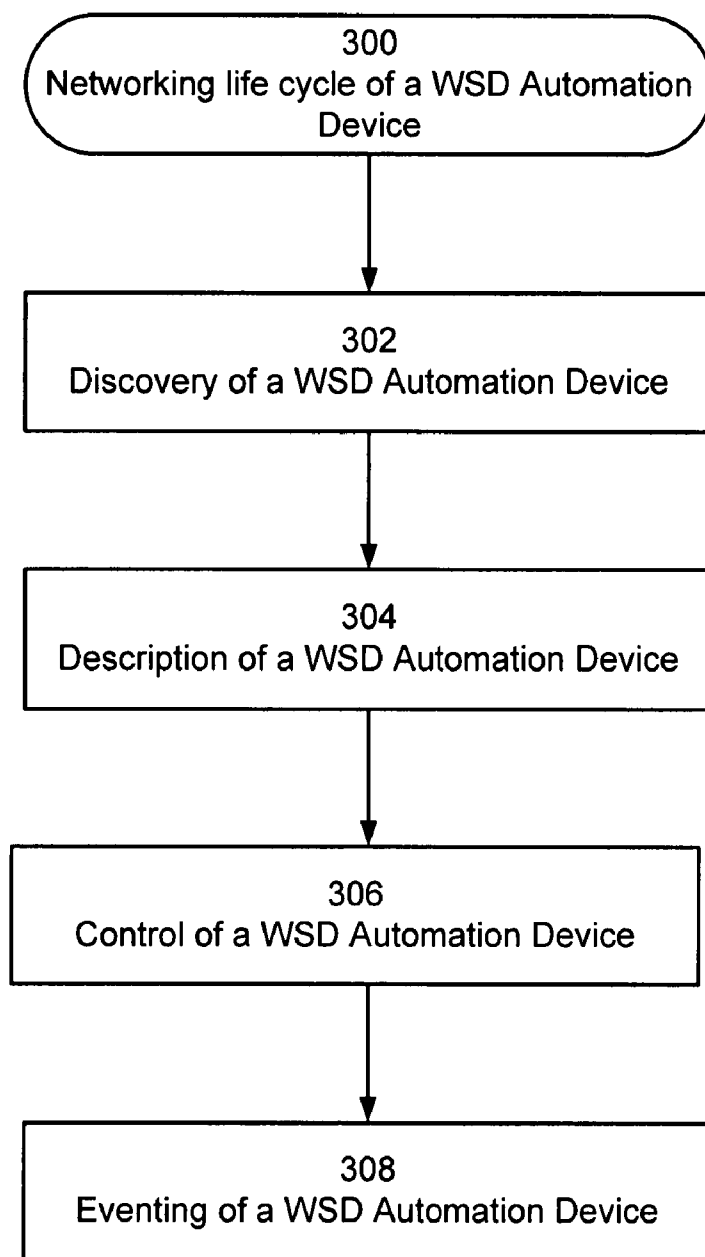 300
Networking life cycle of a WSD Automation
Device
302
Discovery of a WSD Automation Device
304
Description of a WSD Automation Device
306
Control of a WSD Automation Device
308
Eventing of a WSD Automation Device